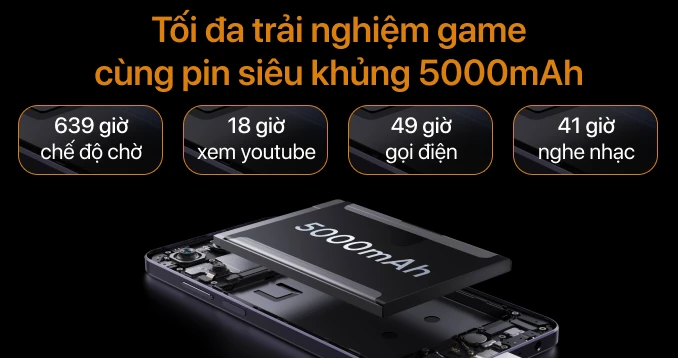 Tối đa trải nghiệm game
cùng pin siêu khủng 5000mAh
639 giờ
chế độ chờ
18 giờ
xem youtube
49 giờ
gọi điện
41 giờ
nghe nhạc
5000mAh